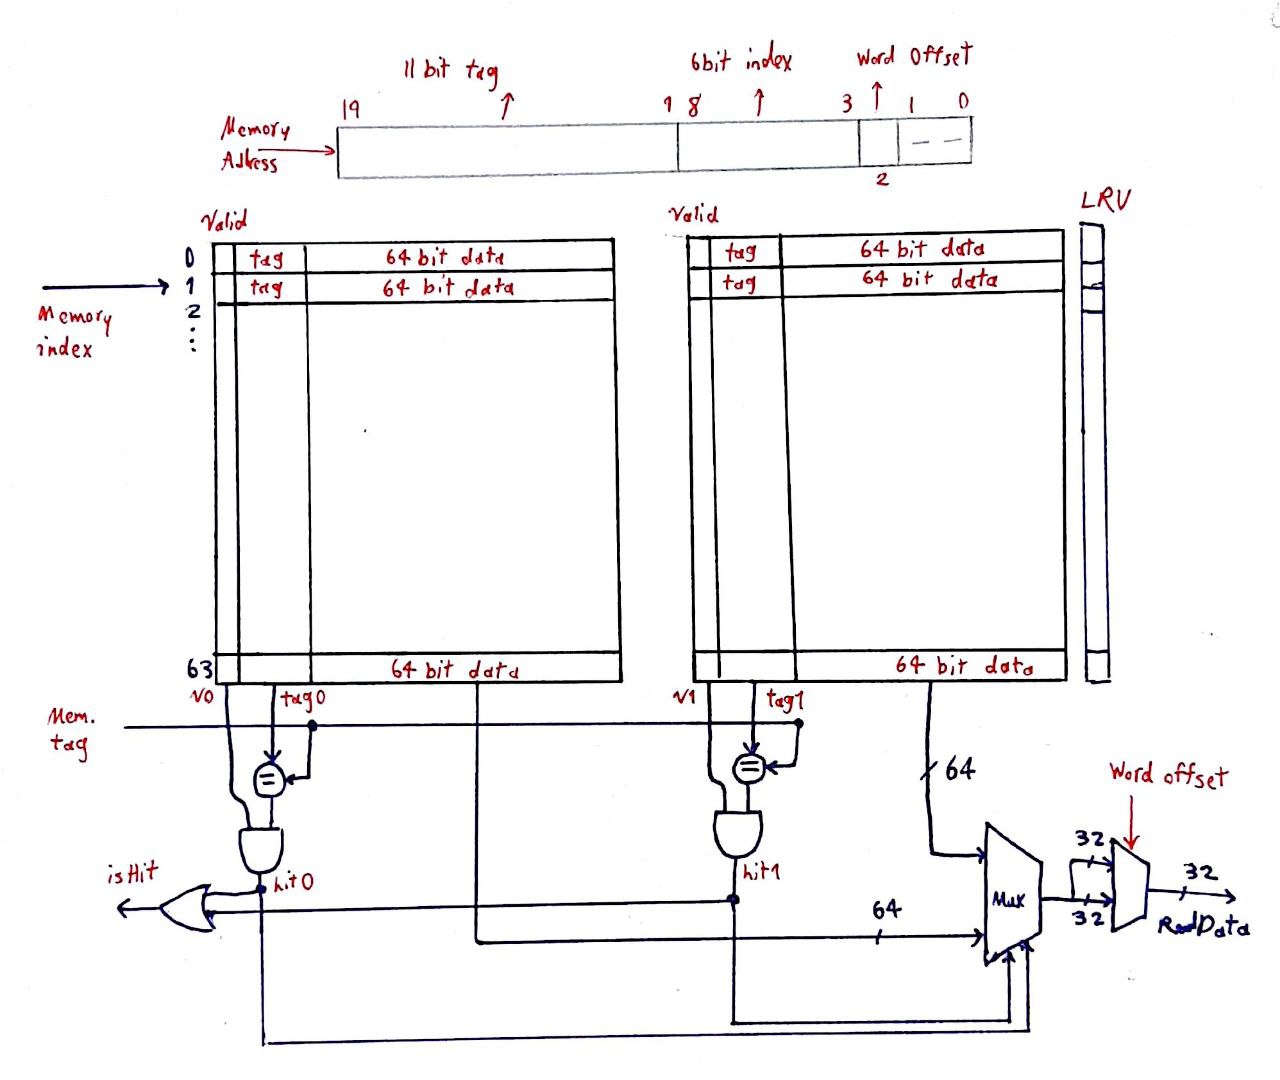 11 bit tag
6bit index
Word Offset
19
9 8
3
1
0
Memory
Adress
2
Valid
Valid
LRU
0
tag
64 bit data
tag
64 bit data
1
tag
64 bit data
tag
64 bit data
2
Memory
index
63
64 bit data
64 bit data
V0
tag0
V1
tag1
Mem.
tag
=
=
64
Word offset
isHit
hit0
hit1
32
32
Mux
32
64
ReadData